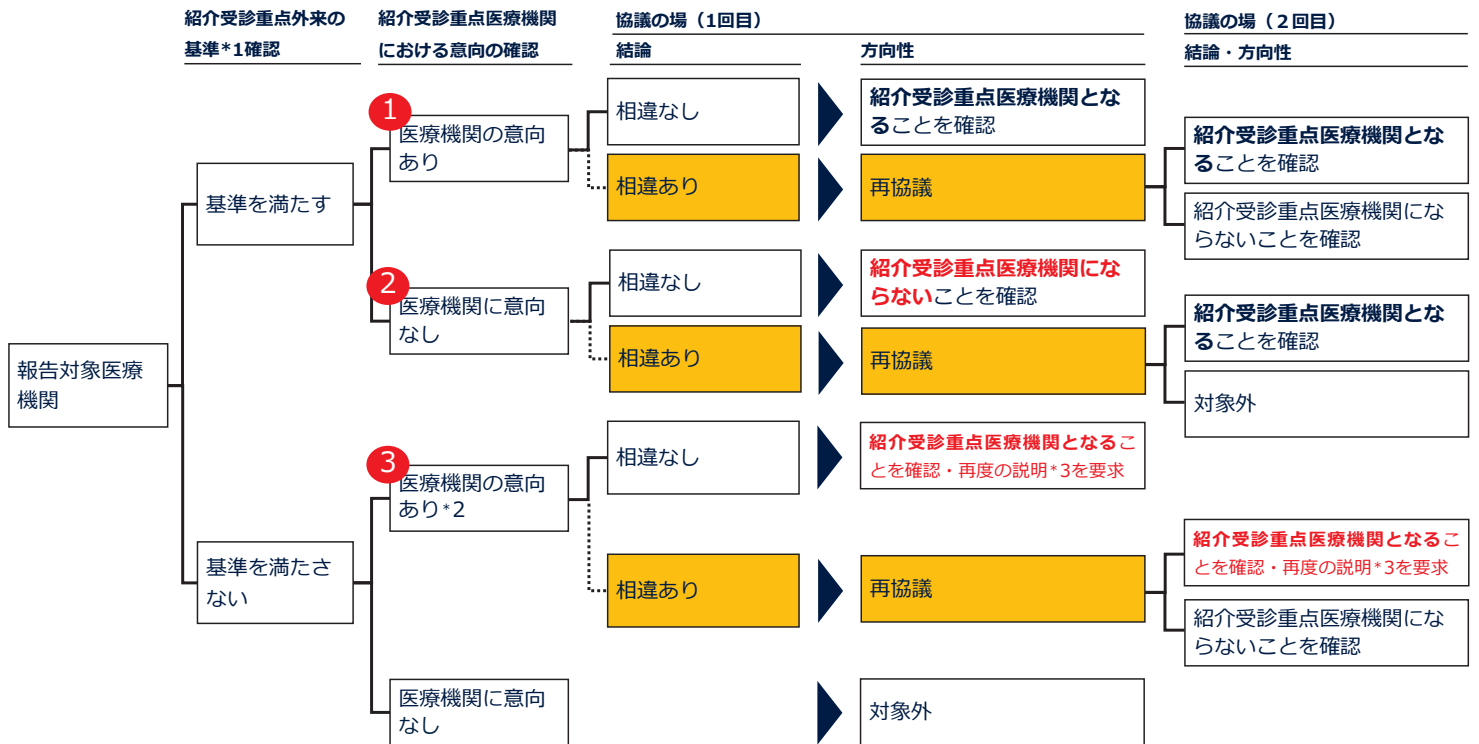 紹介受診重点外来の
基準*1確認
紹介受診重点医療機関
における意向の確認
協議の場（1回目）
結論
方向性
協議の場（２回目）
結論・方向性
報告対象医療
機関
基準を満たす
1
医療機関の意向
あり
相違なし
紹介受診重点医療機関とな
ることを確認
相違あり
再協議
紹介受診重点医療機関とな
ることを確認
紹介受診重点医療機関にな
らないことを確認
2
医療機関に意向
なし
相違なし
紹介受診重点医療機関にな
らないことを確認
相違あり
再協議
紹介受診重点医療機関とな
ることを確認
対象外
基準を満たさ
ない
3
医療機関の意向
あり*2
相違なし
紹介受診重点医療機関となるこ
とを確認・再度の説明*3を要求
相違あり
再協議
紹介受診重点医療機関となるこ
とを確認・再度の説明*3を要求
紹介受診重点医療機関にな
らないことを確認
医療機関に意向
なし
対象外